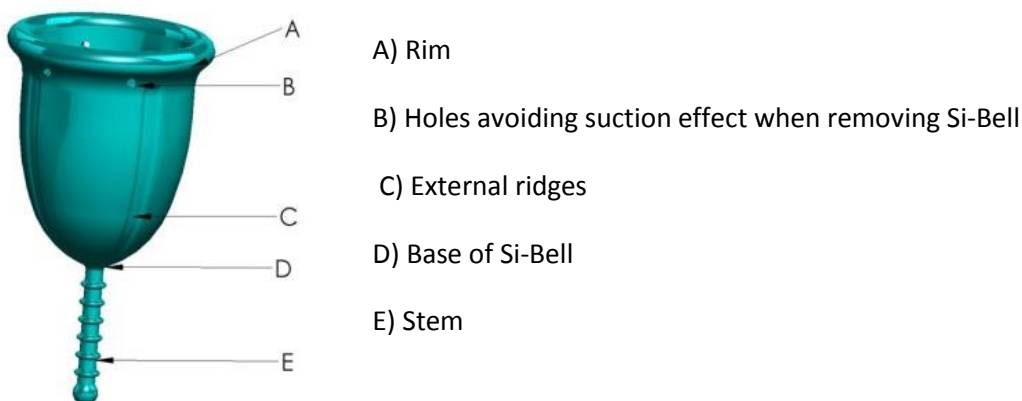 A
A) Rim
B
B) Holes avoiding suction effect when removing Si-Bell
C) External ridges
C
D) Base of Si-Bell
D
E) Stem
E